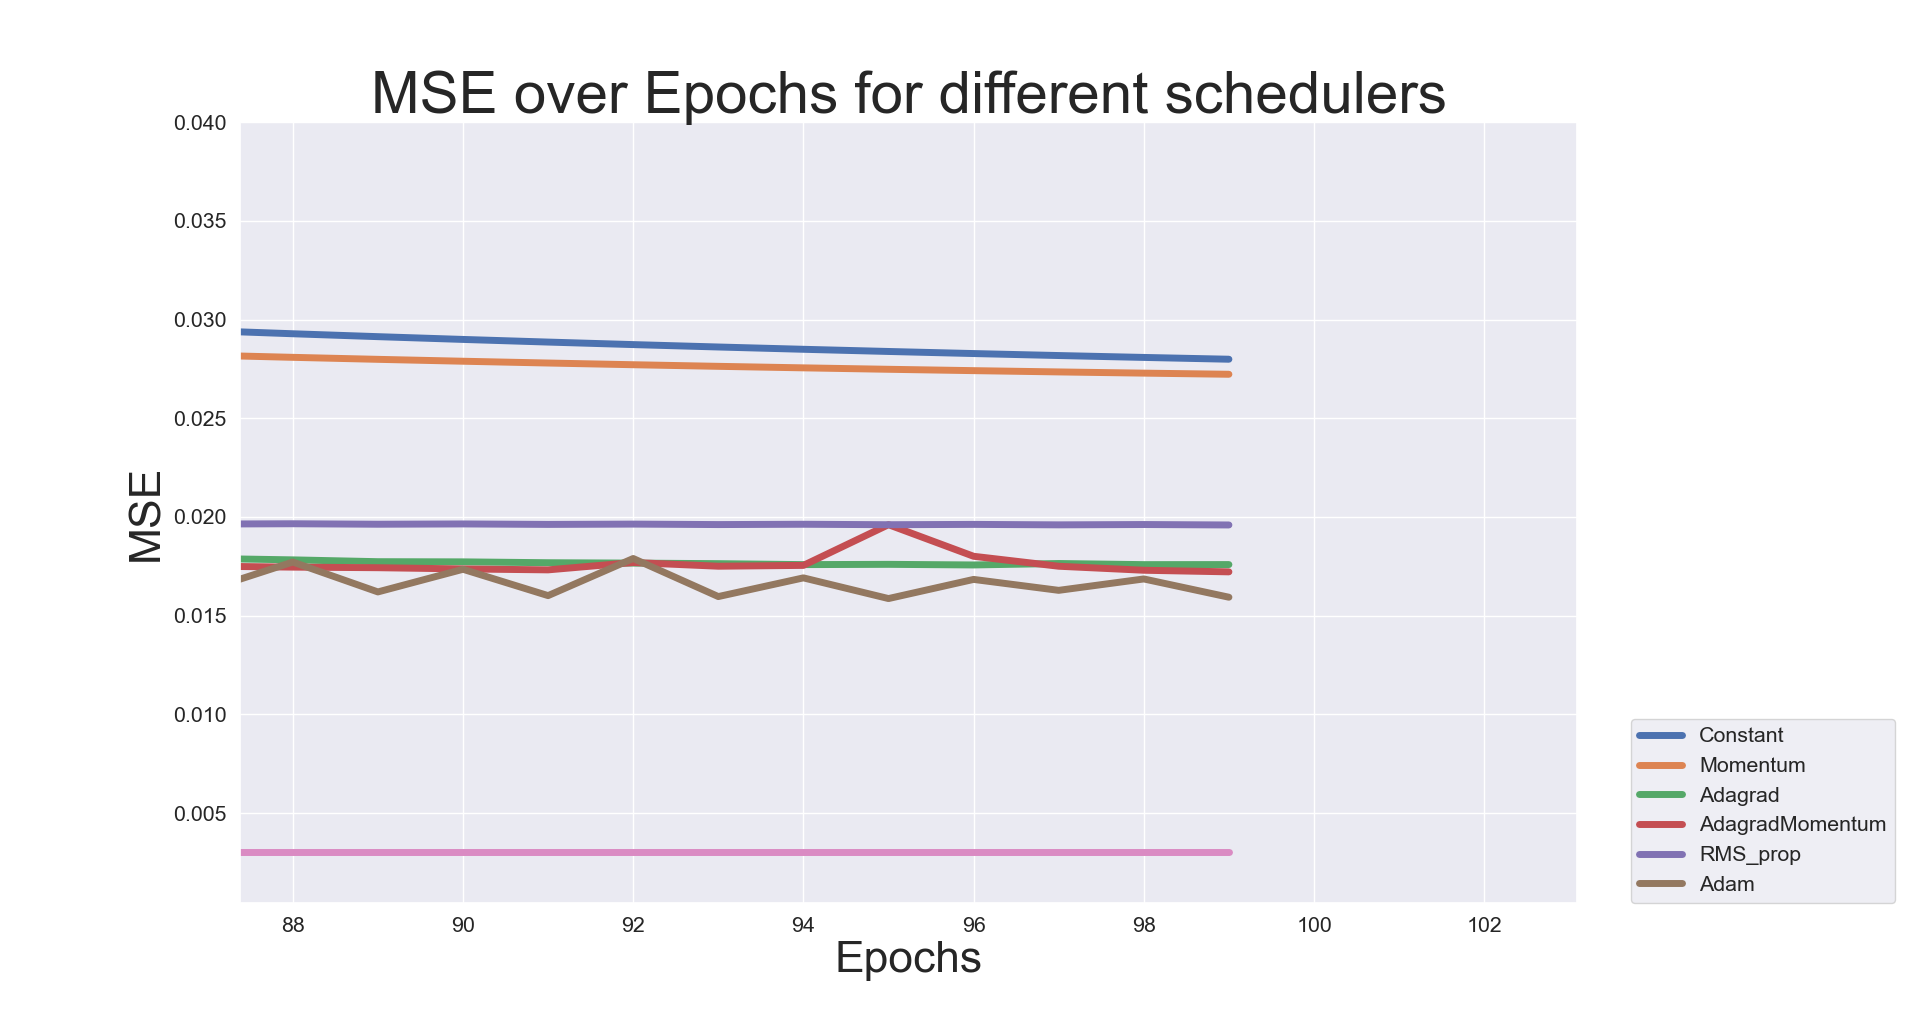 MSE over Epochs for different schedulers
0.040
0.035
0.030
0.025
0.020
0.015
0.010
0.005
MSE
88 90 92 94 96 98 100 102
Epochs
Constant
Momentum
Adagrad
AdagradMomentum
RMS_prop
Adam